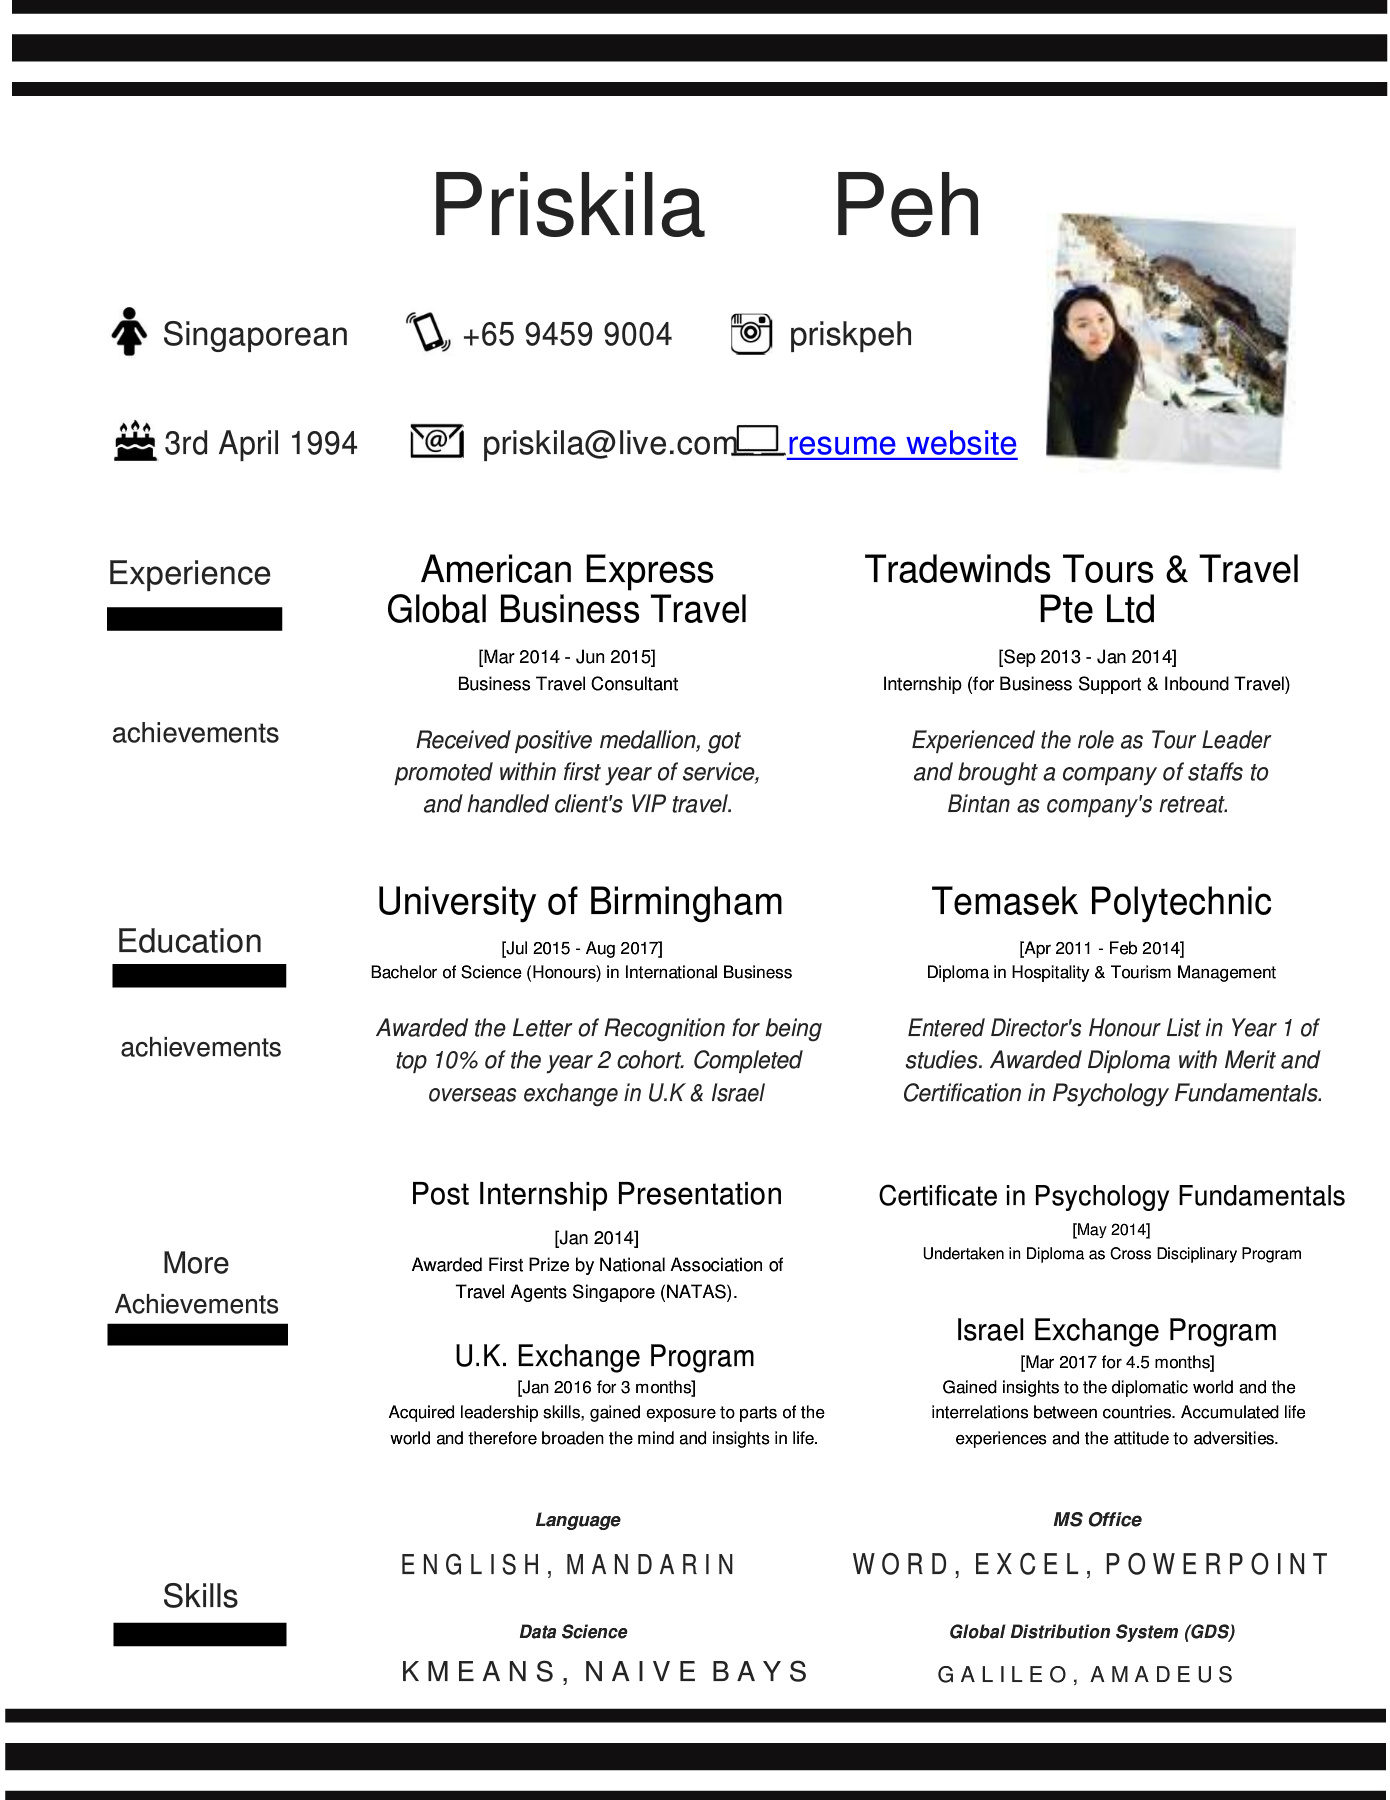 Priskila Peh
Singaporean
+65 9459 9004
priskpeh
3rd April 1994
priskila@live.com
resume website
Experience
American Express
Global Business Travel
[Mar 2014 - Jun 2015]
Business Travel Consultant
Tradewinds Tours & Travel
Pte Ltd
[Sep 2013 - Jan 2014]
Internship (for Business Support & Inbound Travel)
achievements
Received positive medallion, got
promoted within first year of service,
and handled client's VIP travel.
Experienced the role as Tour Leader
and brought a company of staffs to
Bintan as company's retreat.
Education
University of Birmingham
[Jul 2015 - Aug 2017]
Bachelor of Science (Honours) in International Business
Temasek Polytechnic
[Apr 2011 - Feb 2014]
Diploma in Hospitality & Tourism Management
achievements
Awarded the Letter of Recognition for being
top 10% of the year 2 cohort. Completed
overseas exchange in U.K & Israel
Entered Director's Honour List in Year 1 of
studies. Awarded Diploma with Merit and
Certification in Psychology Fundamentals.
More
Achievements
Post Internship Presentation
[Jan 2014]
Awarded First Prize by National Association of
Travel Agents Singapore (NATAS).
Certificate in Psychology Fundamentals
[May 2014]
Undertaken in Diploma as Cross Disciplinary Program
U.K. Exchange Program
[Jan 2016 for 3 months]
Acquired leadership skills, gained exposure to parts of the
world and therefore broaden the mind and insights in life.
Israel Exchange Program
[Mar 2017 for 4.5 months]
Gained insights to the diplomatic world and the
interrelations between countries. Accumulated life
experiences and the attitude to adversities.
Skills
Language
ENGLISH, MANDARIN
MS Office
WORD, EXCEL, POWERPOINT
Data Science
KMEANS, NAIVE BAYS
Global Distribution System (GDS)
GALILEO, AMADEUS